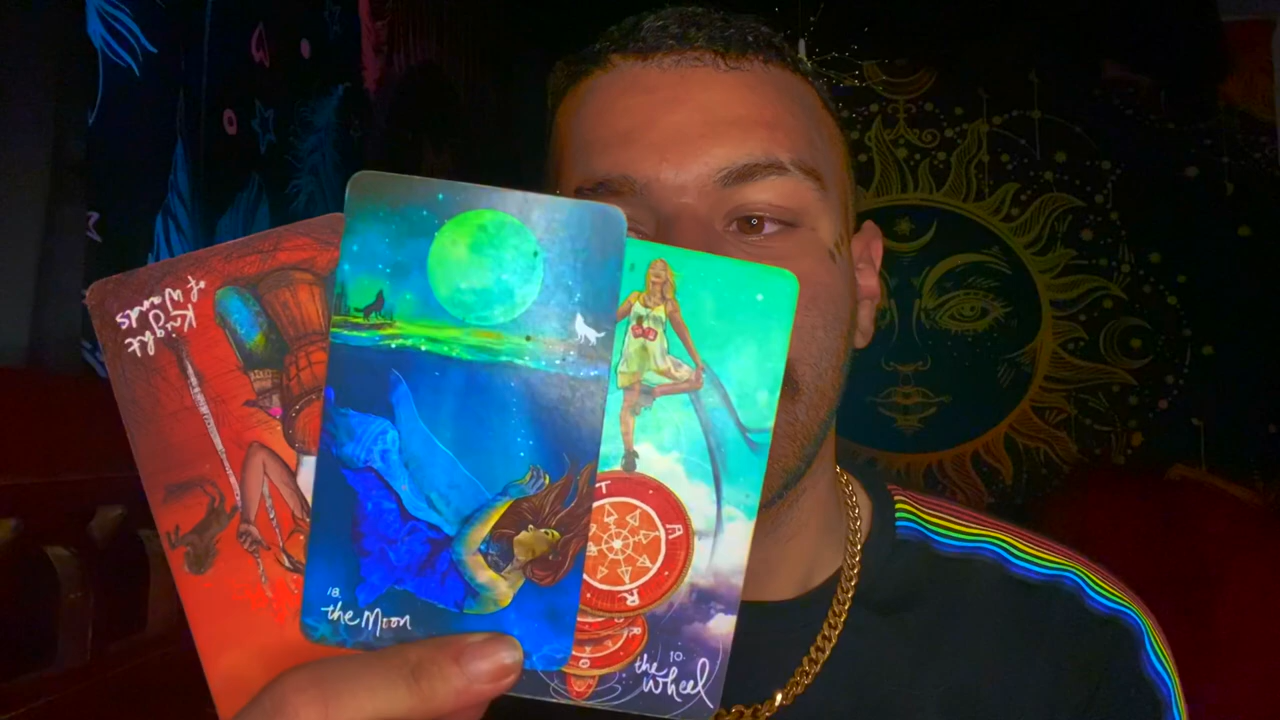 Knight
of Wands
18.
the Moon
T
A
R
O
10.
the
Wheel